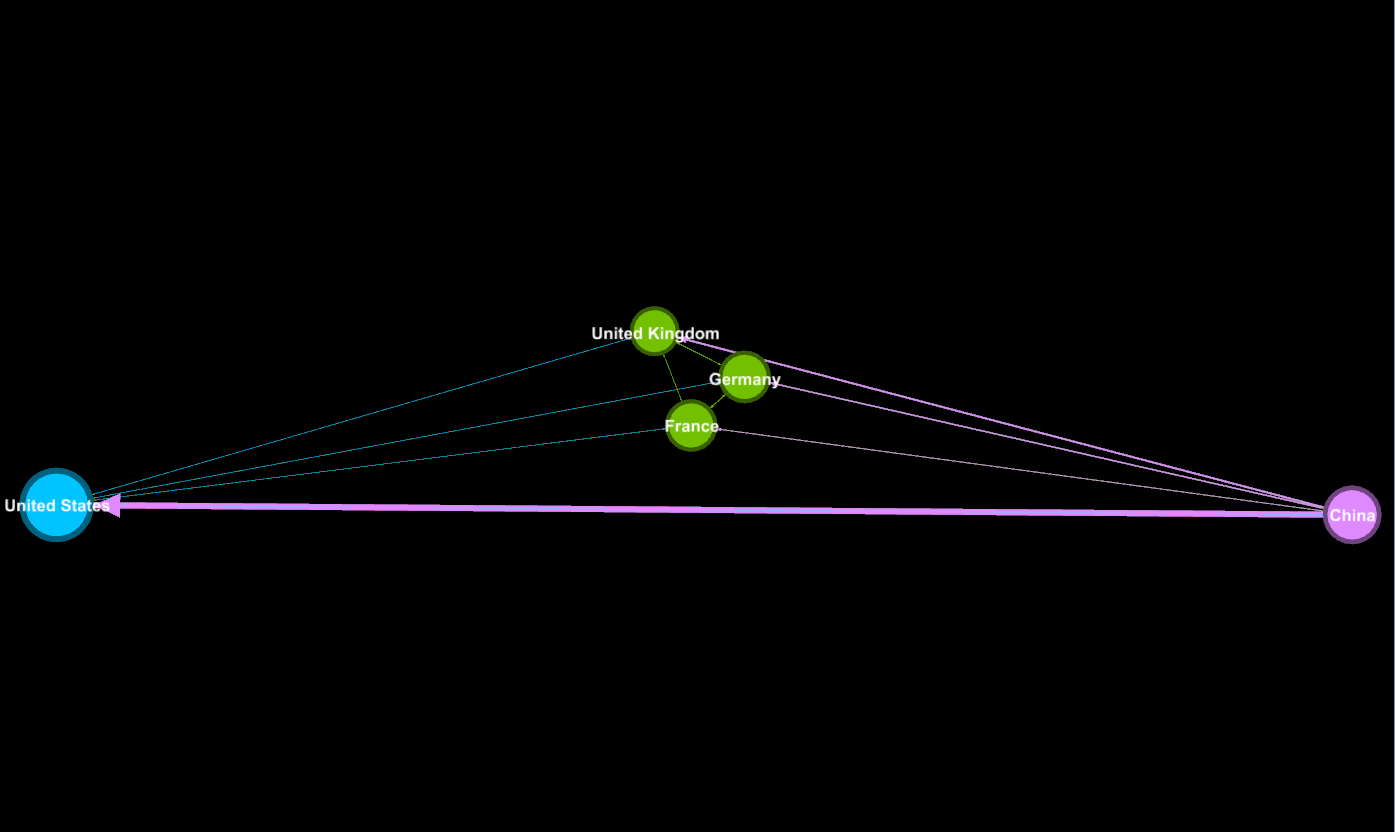 United Kingdom
Germany
France
United States
China